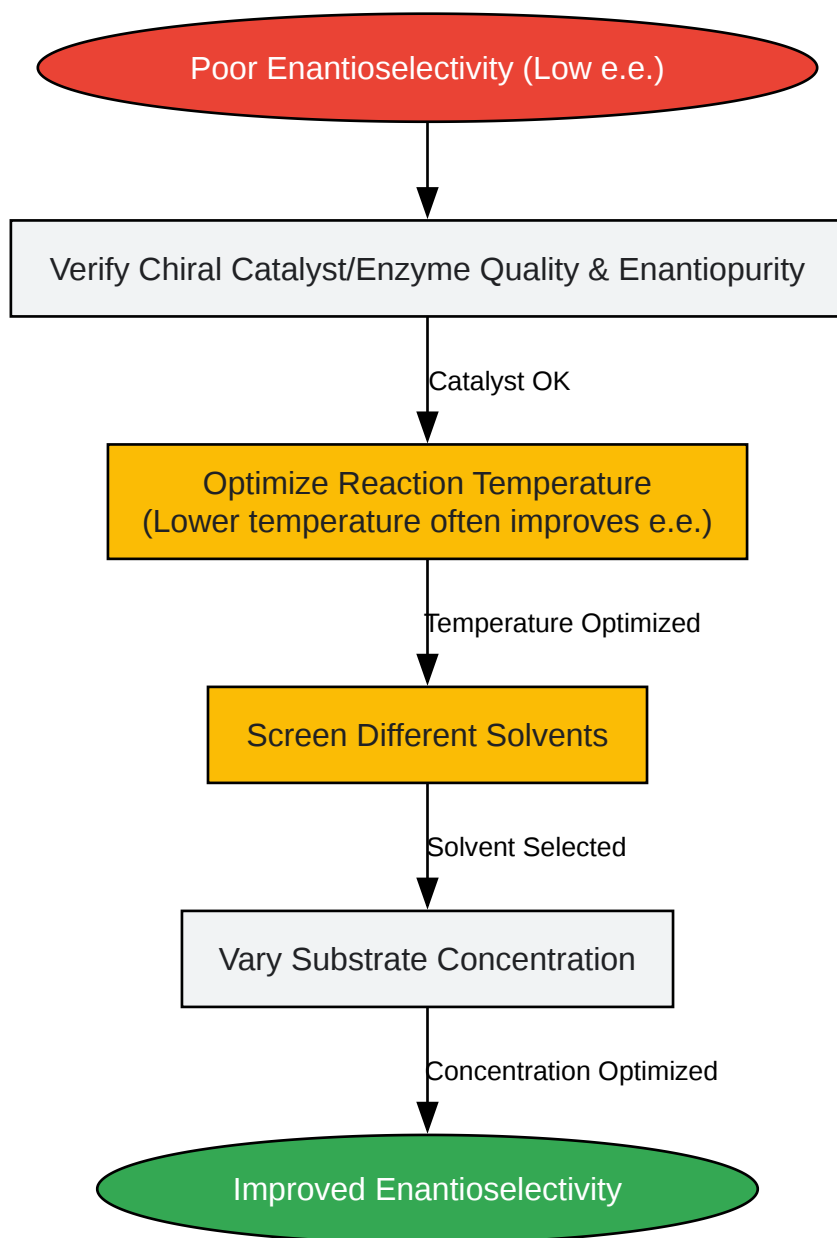 Poor Enantioselectivity (Low e.e.)
Verify Chiral Catalyst/Enzyme Quality & Enantiopurity
Catalyst OK
Optimize Reaction Temperature
(Lower temperature often improves e.e.)
Temperature Optimized
Screen Different Solvents
Solvent Selected
Vary Substrate Concentration
Concentration Optimized
Improved Enantioselectivity